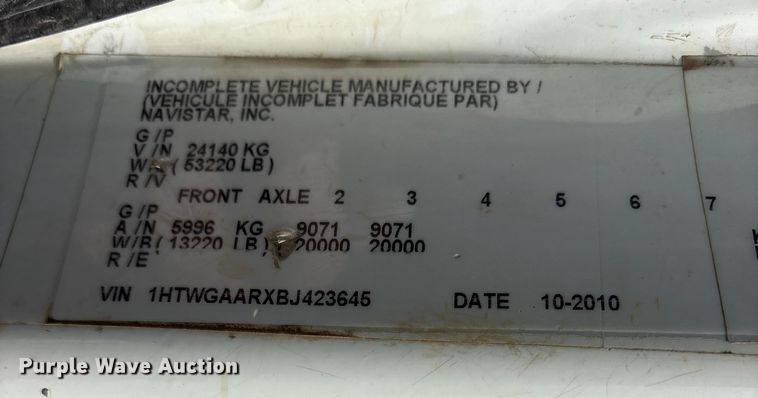 INCOMPLETE VEHICLE MANUFACTURED BY /
(VEHICULE INCOMPLET FABRIQUE PAR)
NAVISTAR, INC.
G /P
V / N 24140 KG
W ( 53220 LB )
R / V
FRONT AXLE 2 3 4 5 6 7
G /P
A / N 5996 KG 9071 9071
W/B ( 13220 LB ) 20000 20000
R /E
VIN 1HTWGAARXBJ423645 DATE 10-2010
Purple Wave Auction